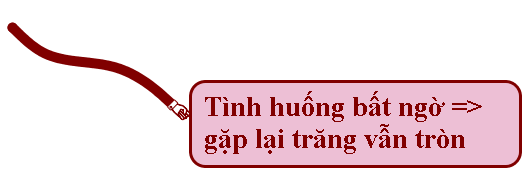 Tình huống bất ngờ =>
gặp lại trăng vẫn tròn